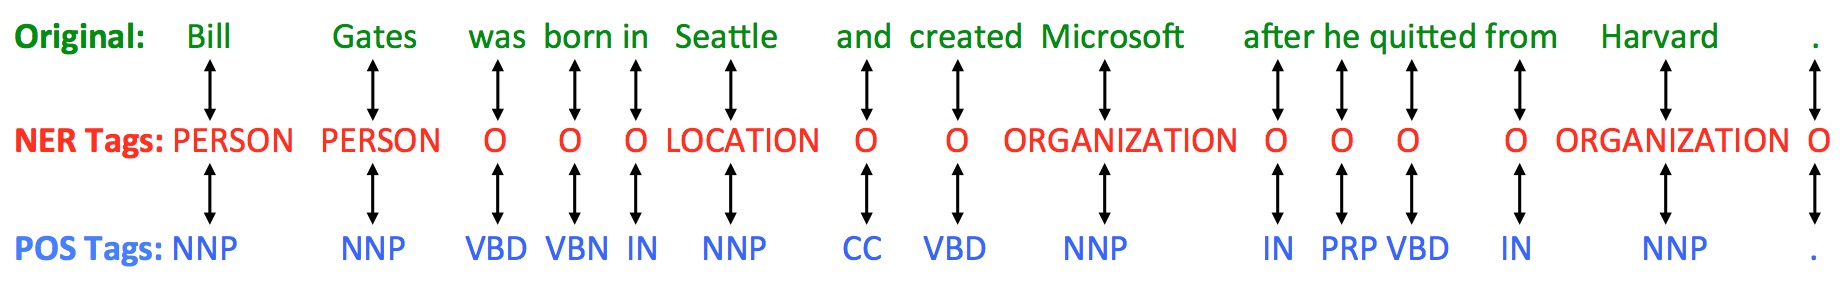 Original: Bill Gates was born in Seattle and created Microsoft after he quitted from Harvard .
NER Tags: PERSON PERSON O O O LOCATION O O ORGANIZATION O O O O ORGANIZATION O
POS Tags: NNP NNP VBD VBN IN NNP CC VBD NNP IN PRP VBD IN NNP .